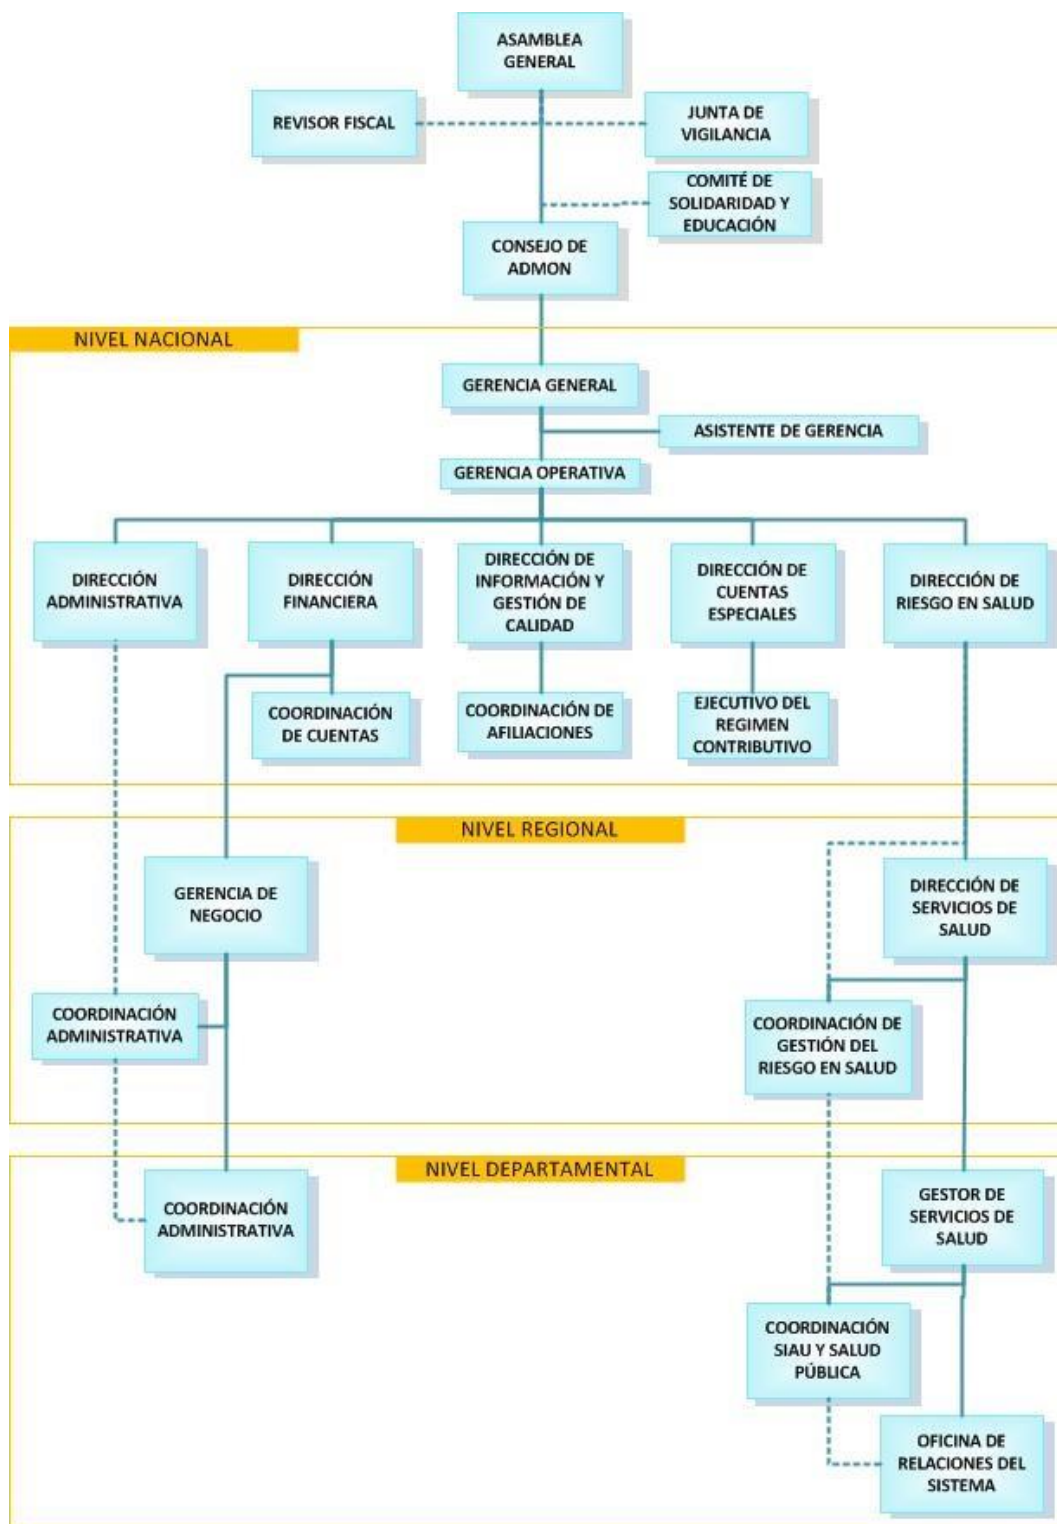 ASAMBLEA
GENERAL
REVISOR FISCAL
JUNTA DE
VIGILANCIA
COMITÉ DE
SOLIDARIDAD Y
EDUCACIÓN
CONSEJO DE
ADMON
NIVEL NACIONAL
GERENCIA GENERAL
ASISTENTE DE GERENCIA
GERENCIA OPERATIVA
DIRECCIÓN
ADMINISTRATIVA
DIRECCIÓN
FINANCIERA
DIRECCIÓN DE
INFORMACIÓN Y
GESTIÓN DE
CALIDAD
DIRECCIÓN DE
CUENTAS
ESPECIALES
DIRECCIÓN DE
RIESGO EN SALUD
COORDINACIÓN
DE CUENTAS
COORDINACIÓN DE
AFILIACIONES
EJECUTIVO DEL
REGIMEN
CONTRIBUTIVO
NIVEL REGIONAL
GERENCIA DE
NEGOCIO
DIRECCIÓN DE
SERVICIOS DE
SALUD
COORDINACIÓN
ADMINISTRATIVA
COORDINACIÓN DE
GESTIÓN DEL
RIESGO EN SALUD
NIVEL DEPARTAMENTAL
COORDINACIÓN
ADMINISTRATIVA
GESTOR DE
SERVICIOS DE
SALUD
COORDINACIÓN
SIAU Y SALUD
PÚBLICA
OFICINA DE
RELACIONES DEL
SISTEMA